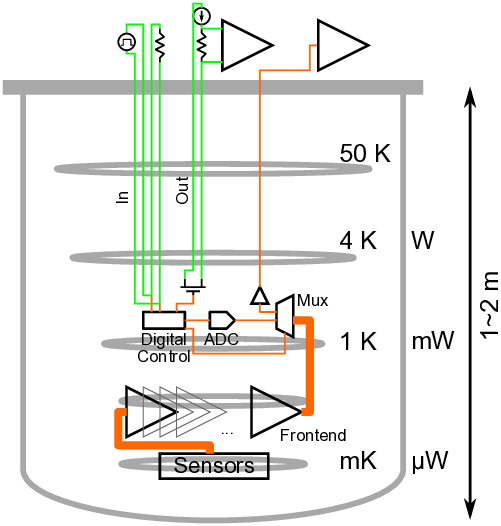 50 K
In
Out
4 K
W
1~2 m
Mux
Digital
Control
ADC
1 K
mW
...
Frontend
Sensors
mK
µW